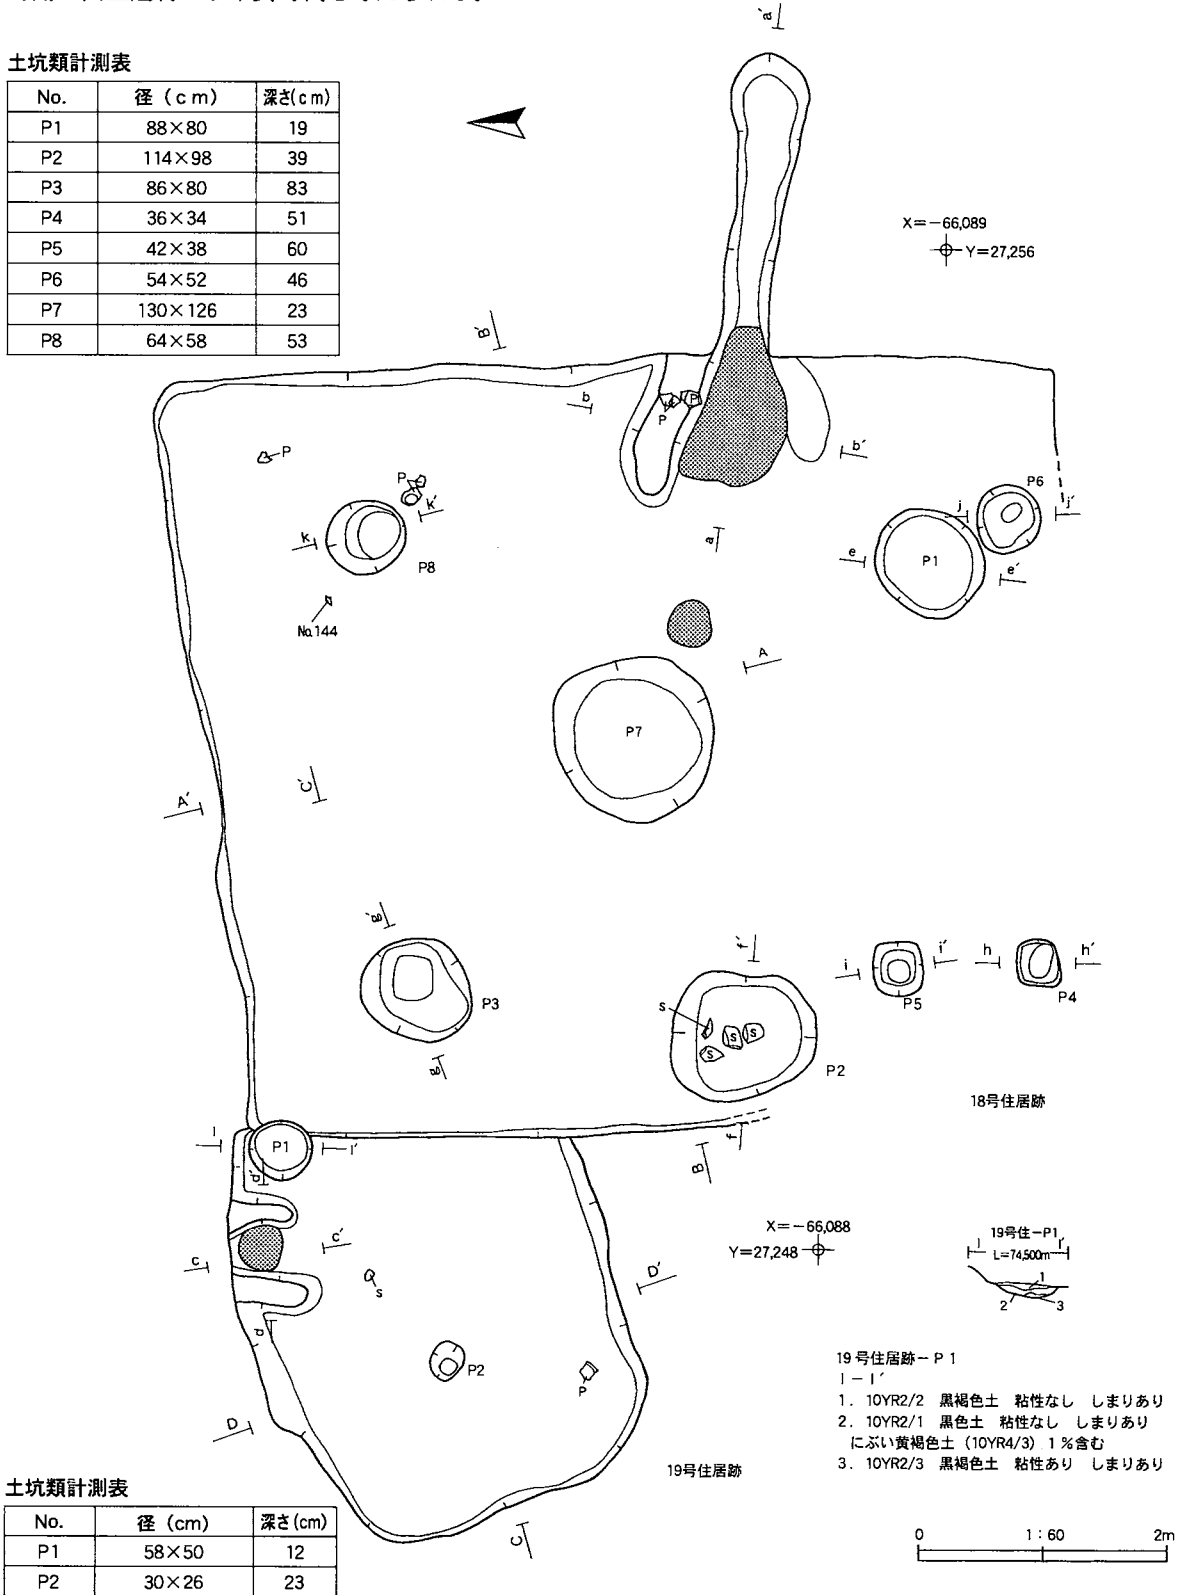 土坑類計測表
No. 径（cm） 深さ(cm)
P1 88×80 19
P2 114×98 39
P3 86×80 83
P4 36×34 51
P5 42×38 60
P6 54×52 46
P7 130×126 23
P8 64×58 53
a´
X=−66,089
Y=27,256
B´
b
P
P
b´
P
P
k´
k
P8
a
P6
j
j´
e
P1
e´
No.144
A
P7
C´
A´
g´
P3
g
f´
s
s
s
s
P2
f
i
i´
P5
h
h´
P4
18号住居跡
l
P1
l´
d´
B
c´
c
s
d
P2
P
D´
D
C
X=−66,088
Y=27,248
19号住−P1
l
l´
L=74,500m
1
2
3
19号住居跡−P1
l−l´
1．10YR2/2 黒褐色土 粘性なし しまりあり
2．10YR2/1 黒色土 粘性なし しまりあり
にぶい黄褐色土（10YR4/3）1％含む
3．10YR2/3 黒褐色土 粘性あり しまりあり
19号住居跡
土坑類計測表
No. 径（cm） 深さ(cm)
P1 58×50 12
P2 30×26 23
0 1:60 2m